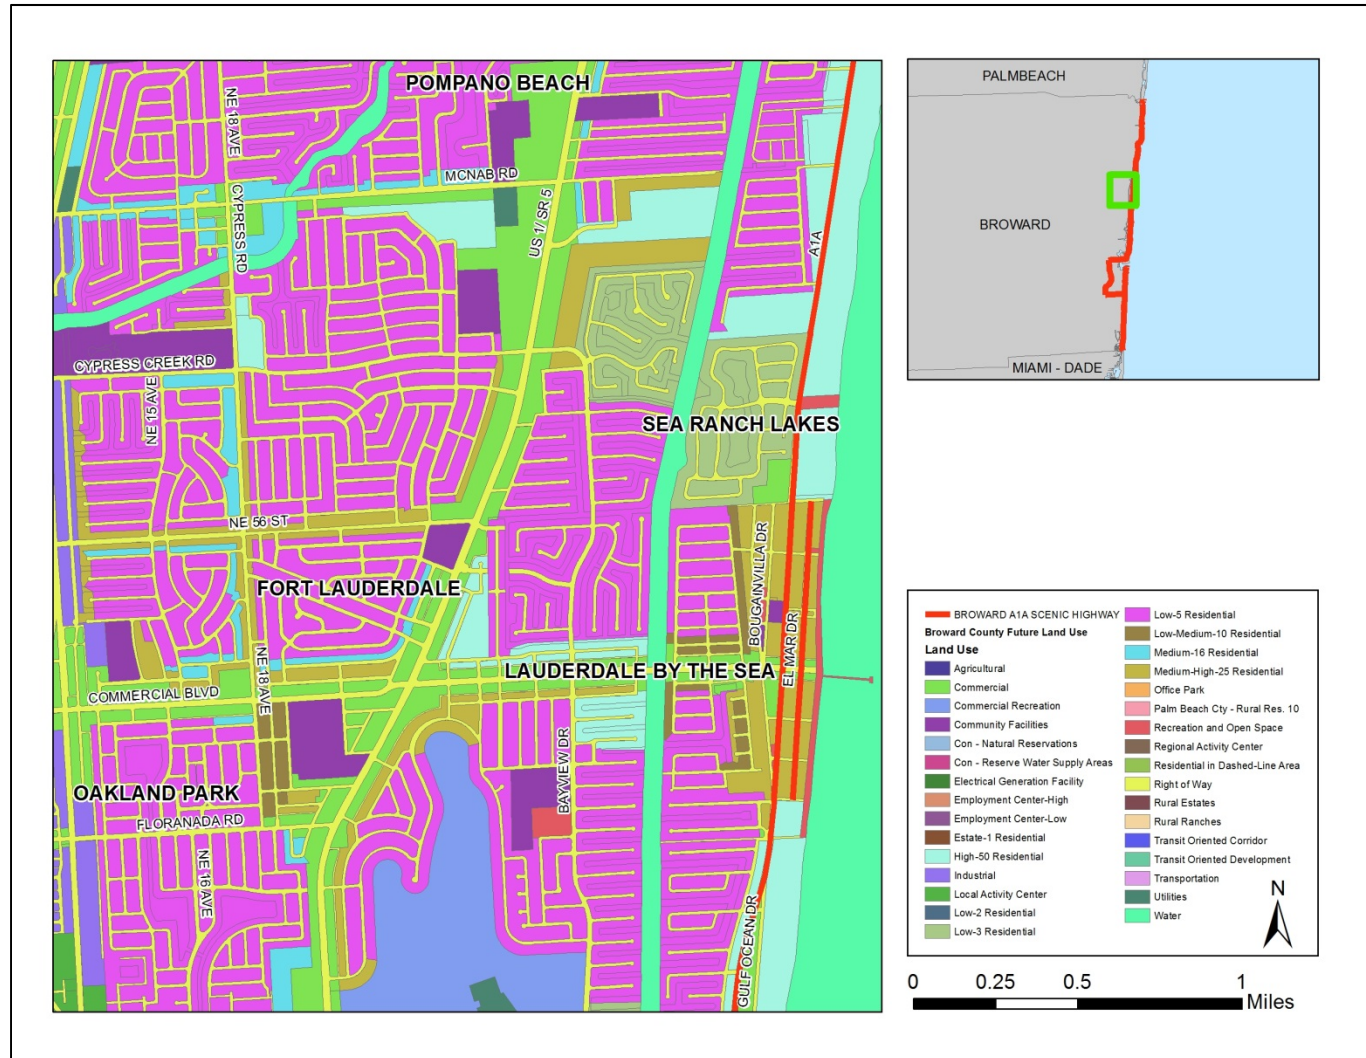 POMPANO BEACH
NE 18 AVE
MCNAB RD
CYPRESS RD
US 1/ SR 5
A1A
CYPRESS CREEK RD
NE 15 AVE
SEA RANCH LAKES
NE 56 ST
BOUGAINVILLA DR
FORT LAUDERDALE
EL MAR DR
LAUDERDALE BY THE SEA
NE 18 AVE
COMMERCIAL BLVD
BAYVIEW DR
OAKLAND PARK
FLORANADA RD
NE 16 AVE
GULF OCEAN DR
PALMBEACH
BROWARD
MIAMI - DADE
BROWARD A1A SCENIC HIGHWAY
Broward County Future Land Use
Land Use
Agricultural
Commercial
Commercial Recreation
Community Facilities
Con - Natural Reservations
Con - Reserve Water Supply Areas
Electrical Generation Facility
Employment Center-High
Employment Center-Low
Estate-1 Residential
High-50 Residential
Industrial
Local Activity Center
Low-2 Residential
Low-3 Residential
Low-5 Residential
Low-Medium-10 Residential
Medium-16 Residential
Medium-High-25 Residential
Office Park
Palm Beach Cty - Rural Res. 10
Recreation and Open Space
Regional Activity Center
Residential in Dashed-Line Area
Right of Way
Rural Estates
Rural Ranches
Transit Oriented Corridor
Transit Oriented Development
Transportation
Utilities
Water
N
0 0.25 0.5 1
Miles